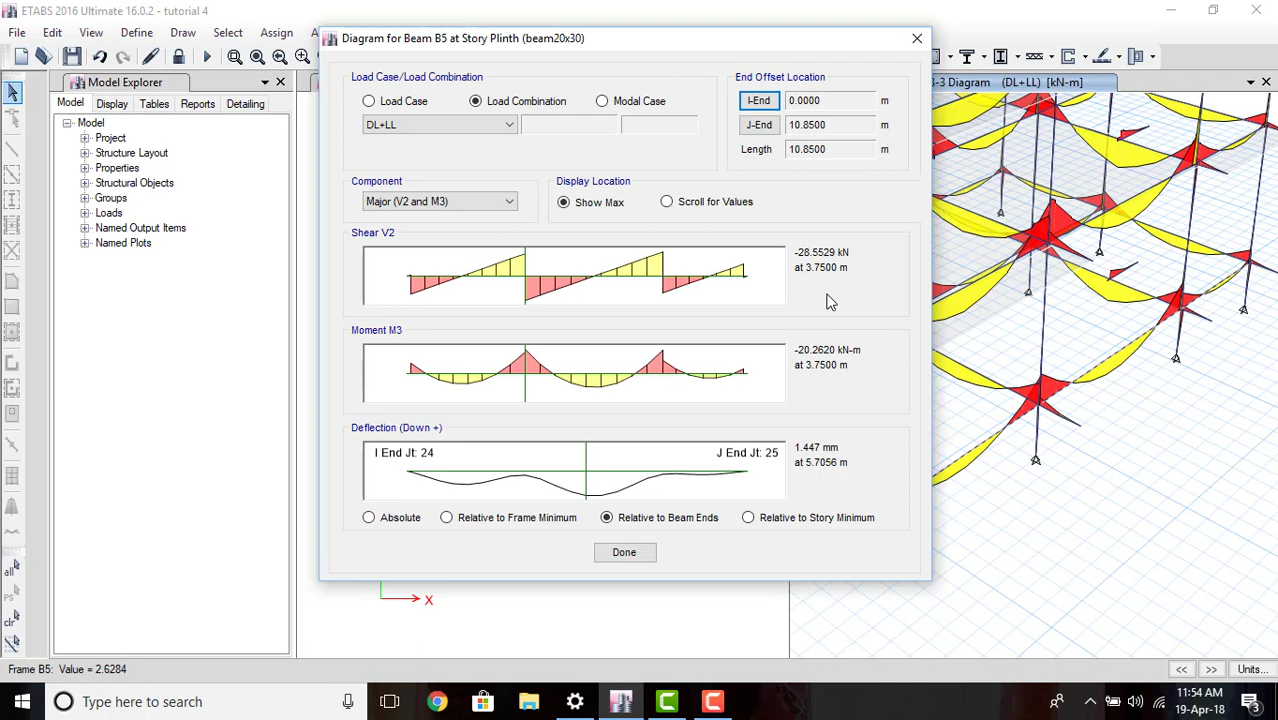 ETABS 2016 Ultimate 16.0.2 - tutorial 4
File Edit View Define Draw Select Assign
Model Explorer
Model Display Tables Reports Detailing
Model
Project
Structure Layout
Properties
Structural Objects
Groups
Loads
Named Output Items
Named Plots
Diagram for Beam B5 at Story Plinth (beam20x30)
Load Case/Load Combination
Load Case Load Combination Modal Case
DL+LL
End Offset Location
I-End 0.0000 m
J-End 10.8500 m
Length 10.8500 m
Component
Major (V2 and M3)
Display Location
Show Max Scroll for Values
Shear V2
-28.5529 kN
at 3.7500 m
Moment M3
-20.2620 kN-m
at 3.7500 m
Deflection (Down +)
I End Jt: 24 J End Jt: 25
1.447 mm
at 5.7056 m
Absolute Relative to Frame Minimum Relative to Beam Ends Relative to Story Minimum
Done
3-3 Diagram (DL+LL) [kN-m]
X
all
PS
clr
Frame B5: Value = 2.6284
<< >> Units...
Type here to search
11:54 AM
19-Apr-18
3